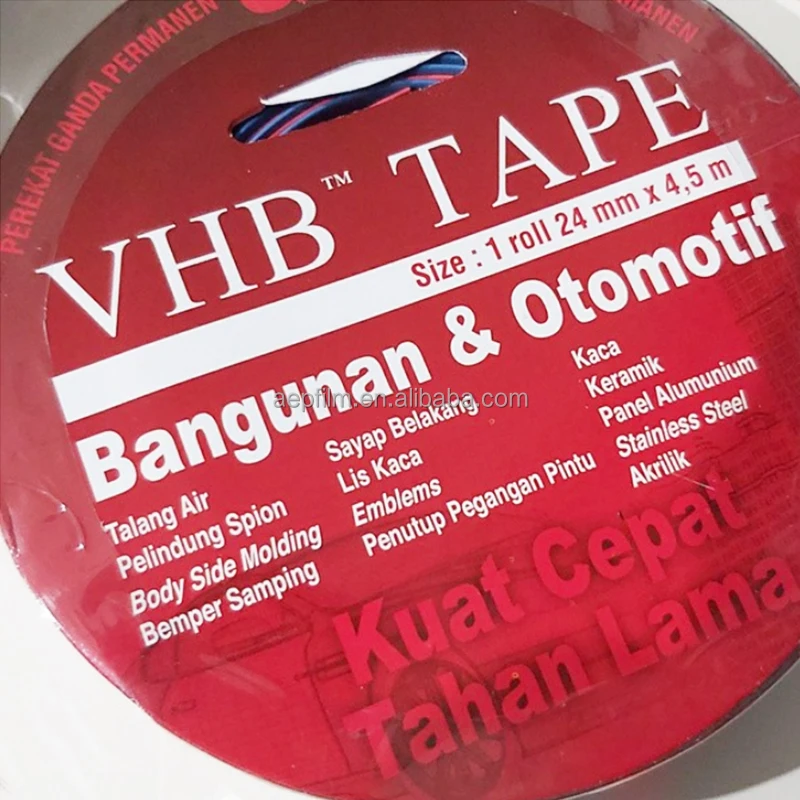 PEREKAT GANDA PERMANEN
MANEN
VHB™ TAPE
Size : 1 roll 24 mm x 4,5 m
Bangunan & Otomotif
Talang Air
Pelindung Spion
Body Side Molding
Bemper Samping
Sayap Belakang
Lis Kaca
Emblems
Penutup Pegangan Pintu
Kaca
Keramik
Panel Alumunium
Stainless Steel
Akrilik
Kuat Cepat
Tahan Lama
aepfilm.en.alibaba.com